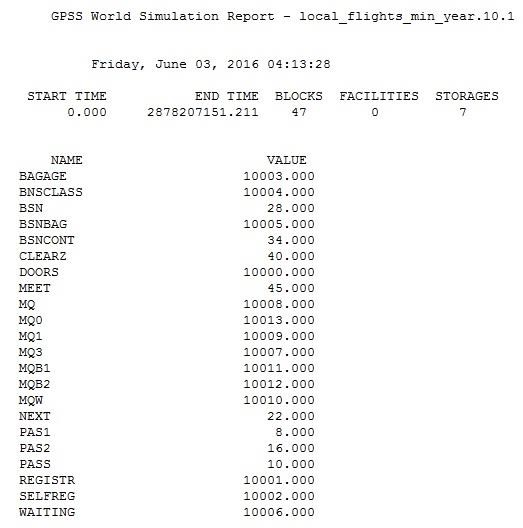 GPSS World Simulation Report - local_flights_min_year.10.1
Friday, June 03, 2016 04:13:28
START TIME END TIME BLOCKS FACILITIES STORAGES
0.000 2878207151.211 47 0 7
NAME VALUE
BAGAGE 10003.000
BNSCLASS 10004.000
BSN 28.000
BSNBAG 10005.000
BSNCONT 34.000
CLEARZ 40.000
DOORS 10000.000
MEET 45.000
MQ 10008.000
MQ0 10013.000
MQ1 10009.000
MQ3 10007.000
MQB1 10011.000
MQB2 10012.000
MQW 10010.000
NEXT 22.000
PAS1 8.000
PAS2 16.000
PASS 10.000
REGISTR 10001.000
SELFREG 10002.000
WAITING 10006.000